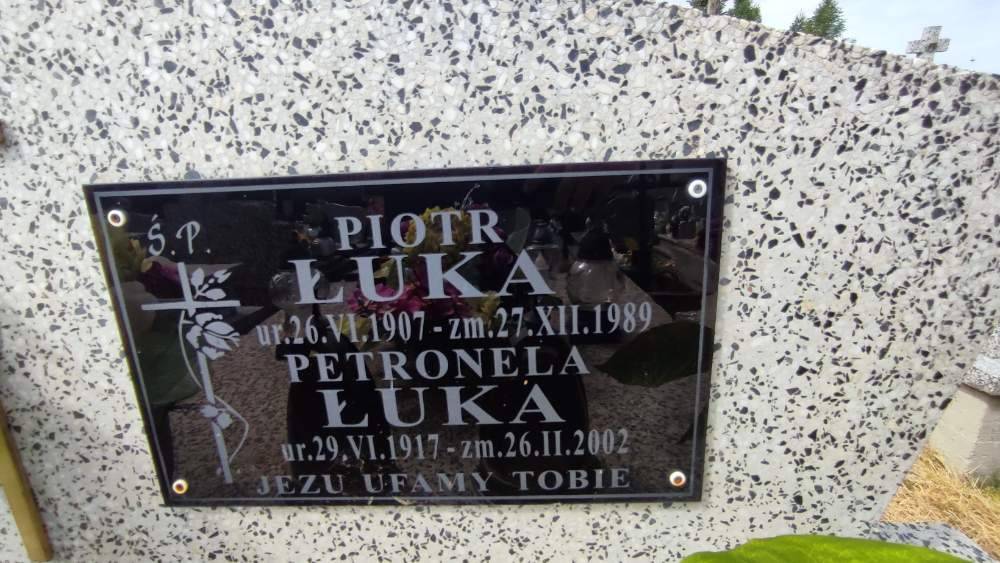 Ś.P.
PIOTR
ŁUKA
ur.26.VI.1907-zm.27.XII.1989
PETRONELA
ŁUKA
ur.29.VI.1917-zm.26.II.2002
JEZU UFAMY TOBIE